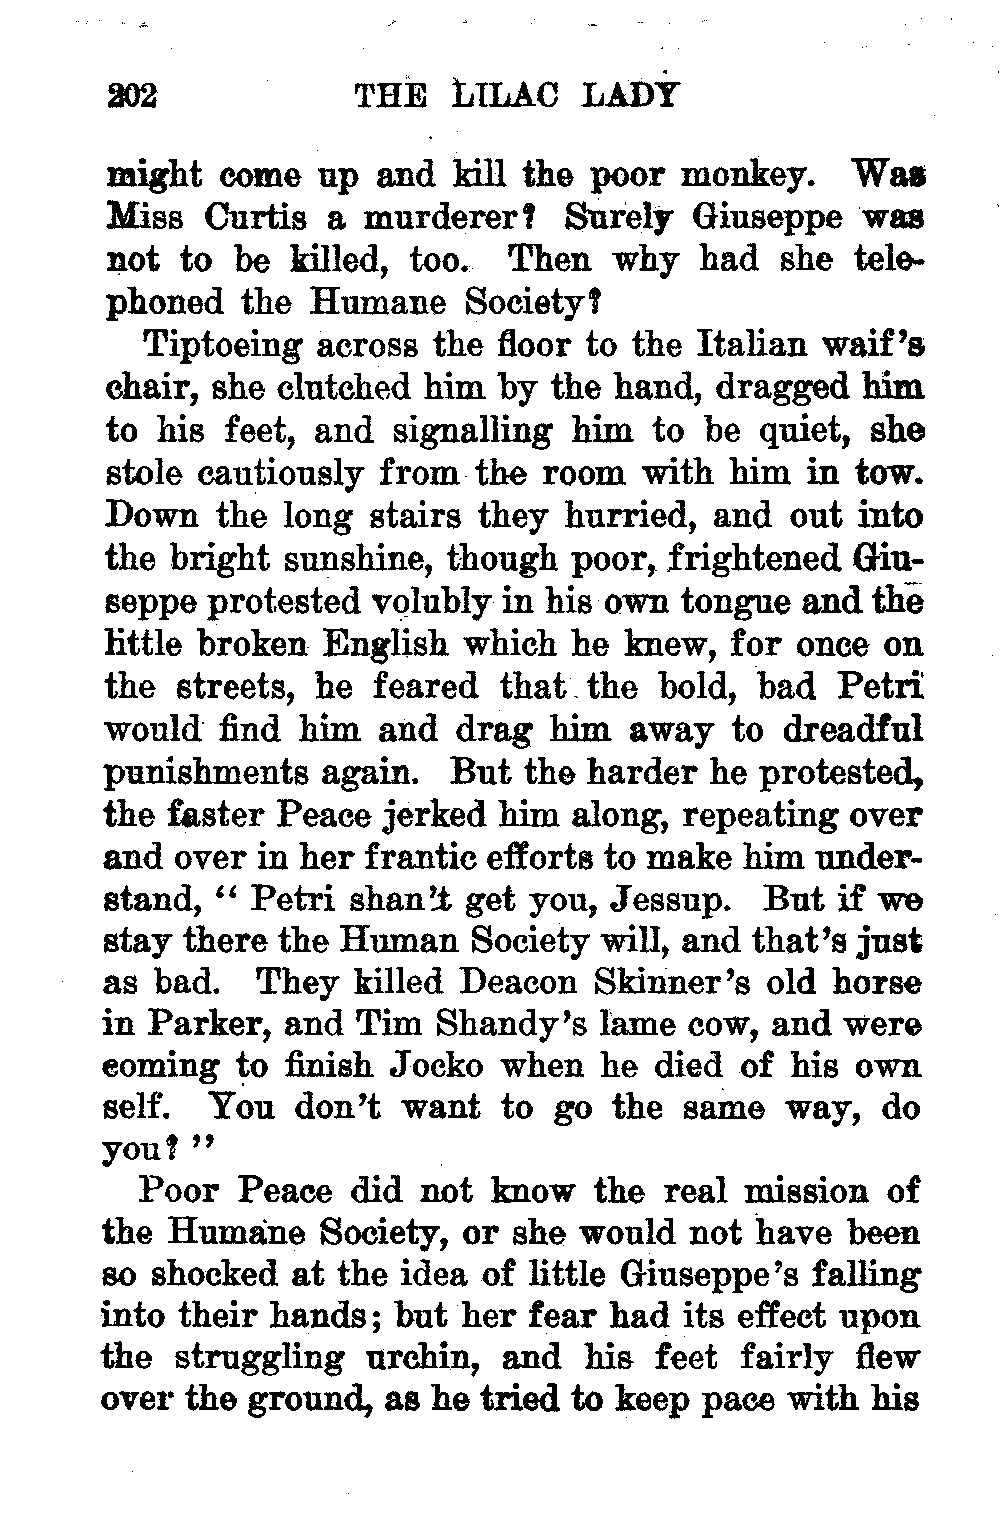 202 THE LILAC LADY
might come up and kill the poor monkey. Was
Miss Curtis a murderer? Surely Giuseppe was
not to be killed, too. Then why had she tele-
phoned the Humane Society?
Tiptoeing across the floor to the Italian waif's
chair, she clutched him by the hand, dragged him
to his feet, and signalling him to be quiet, she
stole cautiously from the room with him in tow.
Down the long stairs they hurried, and out into
the bright sunshine, though poor, frightened Giu-
seppe protested volubly in his own tongue and the
little broken English which he knew, for once on
the streets, he feared that the bold, bad Petri
would find him and drag him away to dreadful
punishments again. But the harder he protested,
the faster Peace jerked him along, repeating over
and over in her frantic efforts to make him under-
stand, " Petri shan't get you, Jessup. But if we
stay there the Human Society will, and that's just
as bad. They killed Deacon Skinner's old horse
in Parker, and Tim Shandy's lame cow, and were
coming to finish Jocko when he died of his own
self. You don't want to go the same way, do
you? "
Poor Peace did not know the real mission of
the Humane Society, or she would not have been
so shocked at the idea of little Giuseppe's falling
into their hands; but her fear had its effect upon
the struggling urchin, and his feet fairly flew
over the ground, as he tried to keep pace with his